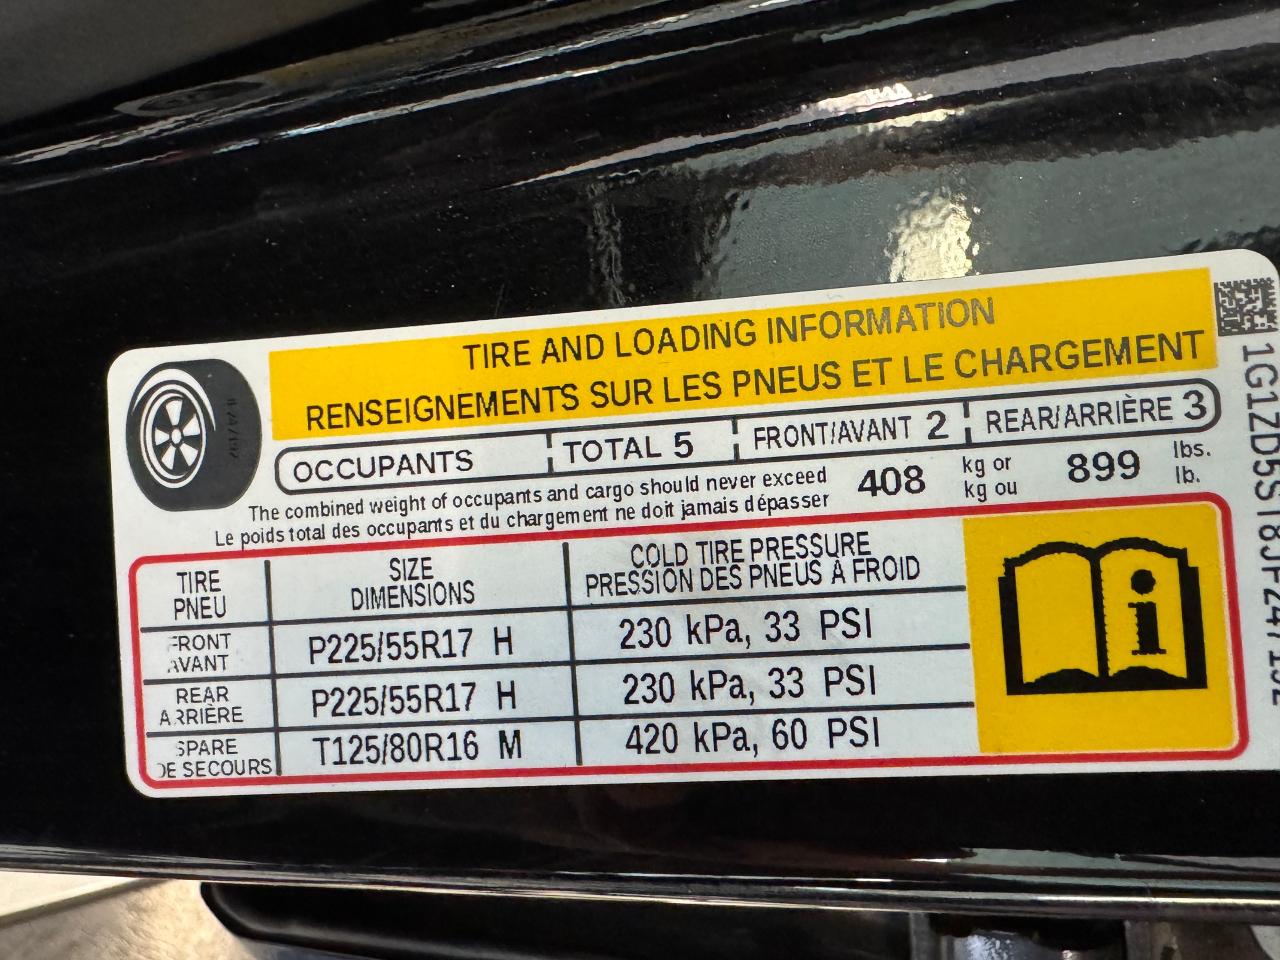 TIRE AND LOADING INFORMATION
RENSEIGNEMENTS SUR LES PNEUS ET LE CHARGEMENT
OCCUPANTS TOTAL 5 FRONT/AVANT 2 REAR/ARRIÈRE 3
The combined weight of occupants and cargo should never exceed 408 kg or 899 lbs.
Le poids total des occupants et du chargement ne doit jamais dépasser kg ou lb.
TIRE SIZE COLD TIRE PRESSURE
PNEU DIMENSIONS PRESSION DES PNEUS À FROID
FRONT
AVANT P225/55R17 H 230 kPa, 33 PSI
REAR
ARRIÈRE P225/55R17 H 230 kPa, 33 PSI
SPARE
DE SECOURS T125/80R16 M 420 kPa, 60 PSI